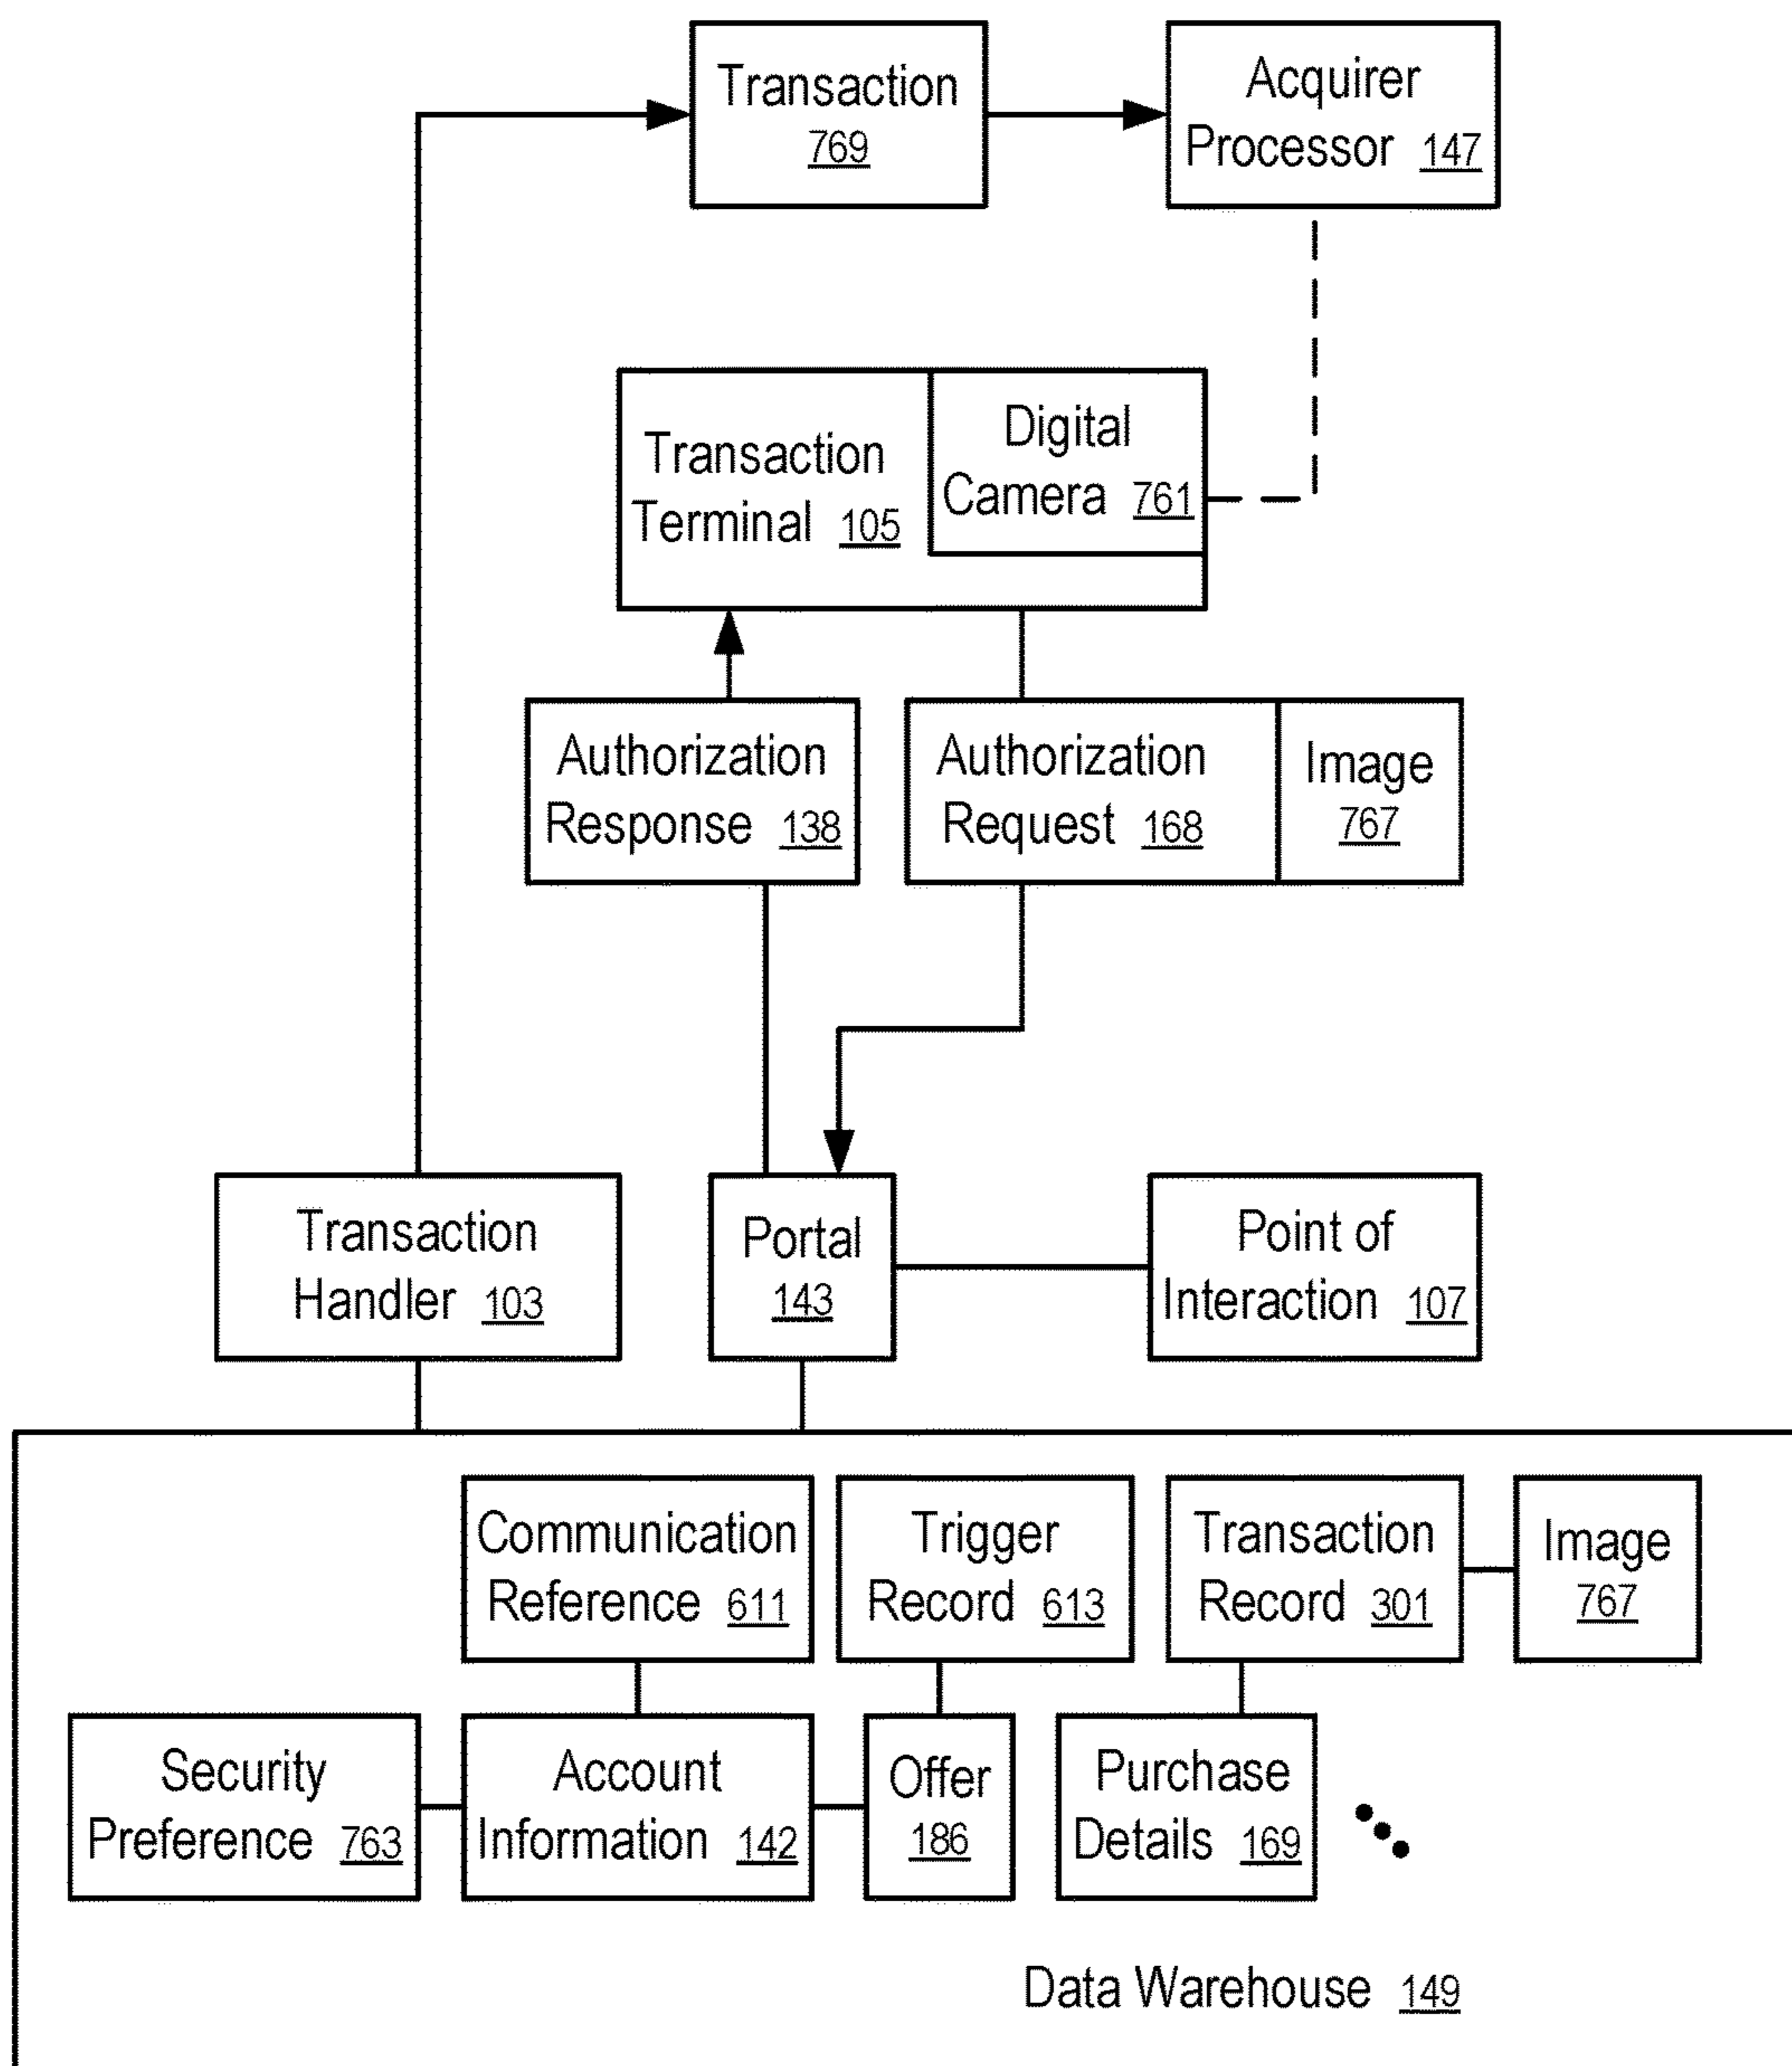 Transaction
769
Acquirer
Processor 147
Transaction
Terminal 105
Digital
Camera 761
Authorization
Response 138
Authorization
Request 168
Image
767
Transaction
Handler 103
Portal
143
Point of
Interaction 107
Communication
Reference 611
Trigger
Record 613
Transaction
Record 301
Image
767
Security
Preference 763
Account
Information 142
Offer
186
Purchase
Details 169
Data Warehouse 149